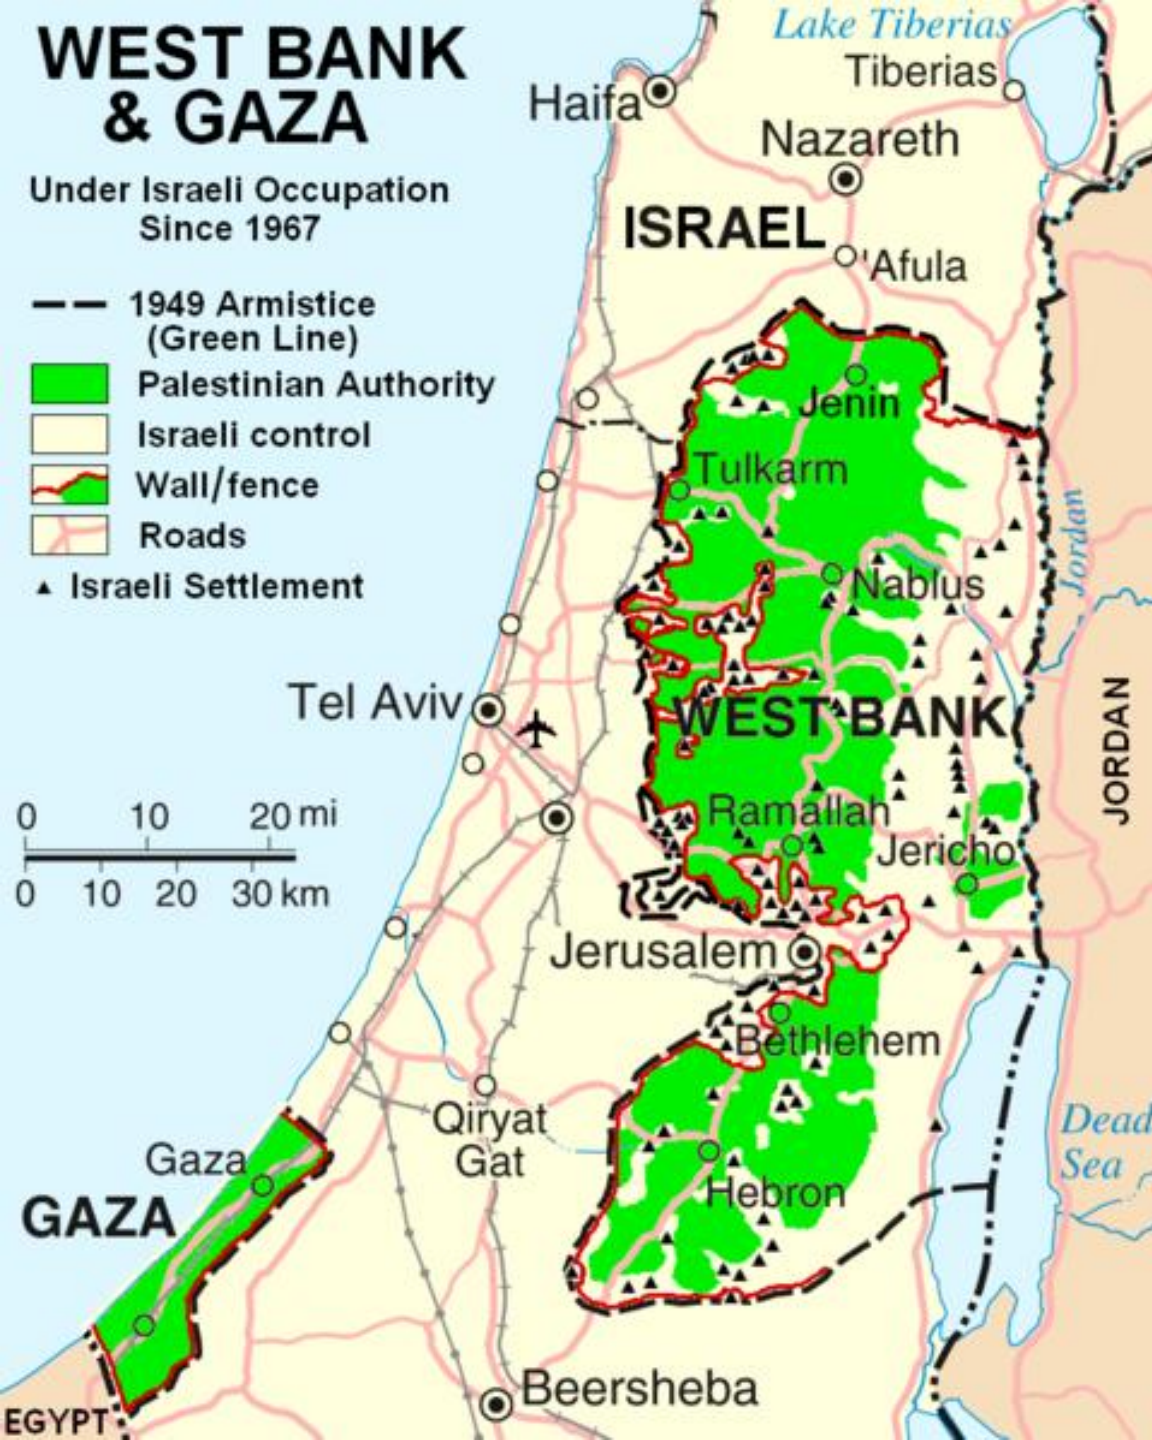 WEST BANK
& GAZA
Under Israeli Occupation
Since 1967
1949 Armistice
(Green Line)
Palestinian Authority
Israeli control
Wall/fence
Roads
Israeli Settlement
Lake Tiberias
Tiberias
Haifa
Nazareth
ISRAEL
'Afula
Jenin
Tulkarm
Jordan
Nablus
Tel Aviv
WEST BANK
JORDAN
0 10 20 mi
0 10 20 30 km
Ramallah
Jericho
Jerusalem
Bethlehem
Qiryat
Gat
Dead
Sea
Gaza
GAZA
Hebron
Beersheba
EGYPT